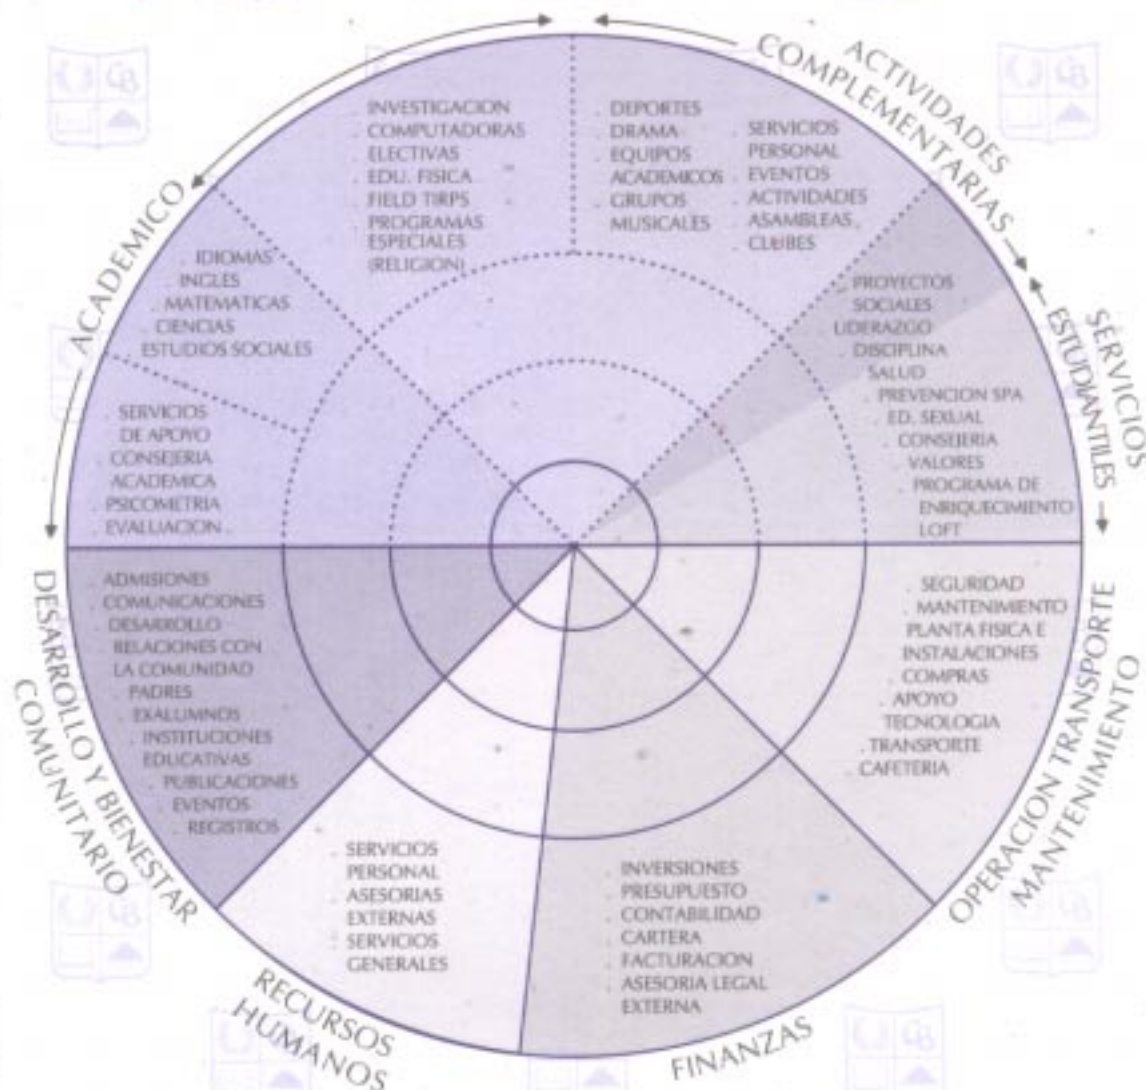 ACTIVIDADES
COMPLEMENTARIAS
. INVESTIGACION
. COMPUTADORAS
. ELECTIVAS
. EDU. FISICA
. FIELD TIRPS
. PROGRAMAS
ESPECIALES
(RELIGION)
. DEPORTES
. DRAMA
. EQUIPOS
ACADEMICOS
. GRUPOS
MUSICALES
. SERVICIOS
PERSONAL
. EVENTOS
. ACTIVIDADES
. ASAMBLEAS
. CLUBES
ACADEMICO
. IDIOMAS
. INGLES
. MATEMATICAS
. CIENCIAS
ESTUDIOS SOCIALES
. SERVICIOS
DE APOYO
. CONSEJERIA
ACADEMICA
. PSICOMETRIA
. EVALUACION
SERVICIOS
ESTUDIANTILES
. PROYECTOS
SOCIALES
LIDERAZGO
. DISCIPLINA
. SALUD
. PREVENCION SPA
. ED. SEXUAL
. CONSEJERIA
. VALORES
. PROGRAMA DE
ENRIQUECIMIENTO
LOFT
DESARROLLO Y BIENESTAR
COMUNITARIO
. ADMISIONES
COMUNICACIONES
. DESARROLLO
RELACIONES CON
LA COMUNIDAD
. PADRES
. EXALUMNOS
. INSTITUCIONES
EDUCATIVAS
. PUBLICACIONES
. EVENTOS
. REGISTROS
OPERACION TRANSPORTE
MANTENIMIENTO
. SEGURIDAD
. MANTENIMIENTO
PLANTA FISICA E
INSTALACIONES
. COMPRAS
. APOYO
TECNOLOGIA
. TRANSPORTE
. CAFETERIA
RECURSOS
HUMANOS
. SERVICIOS
PERSONAL
. ASESORIAS
EXTERNAS
. SERVICIOS
GENERALES
FINANZAS
. INVERSIONES
. PRESUPUESTO
. CONTABILIDAD
. CARTERA
. FACTURACION
. ASESORIA LEGAL
EXTERNA